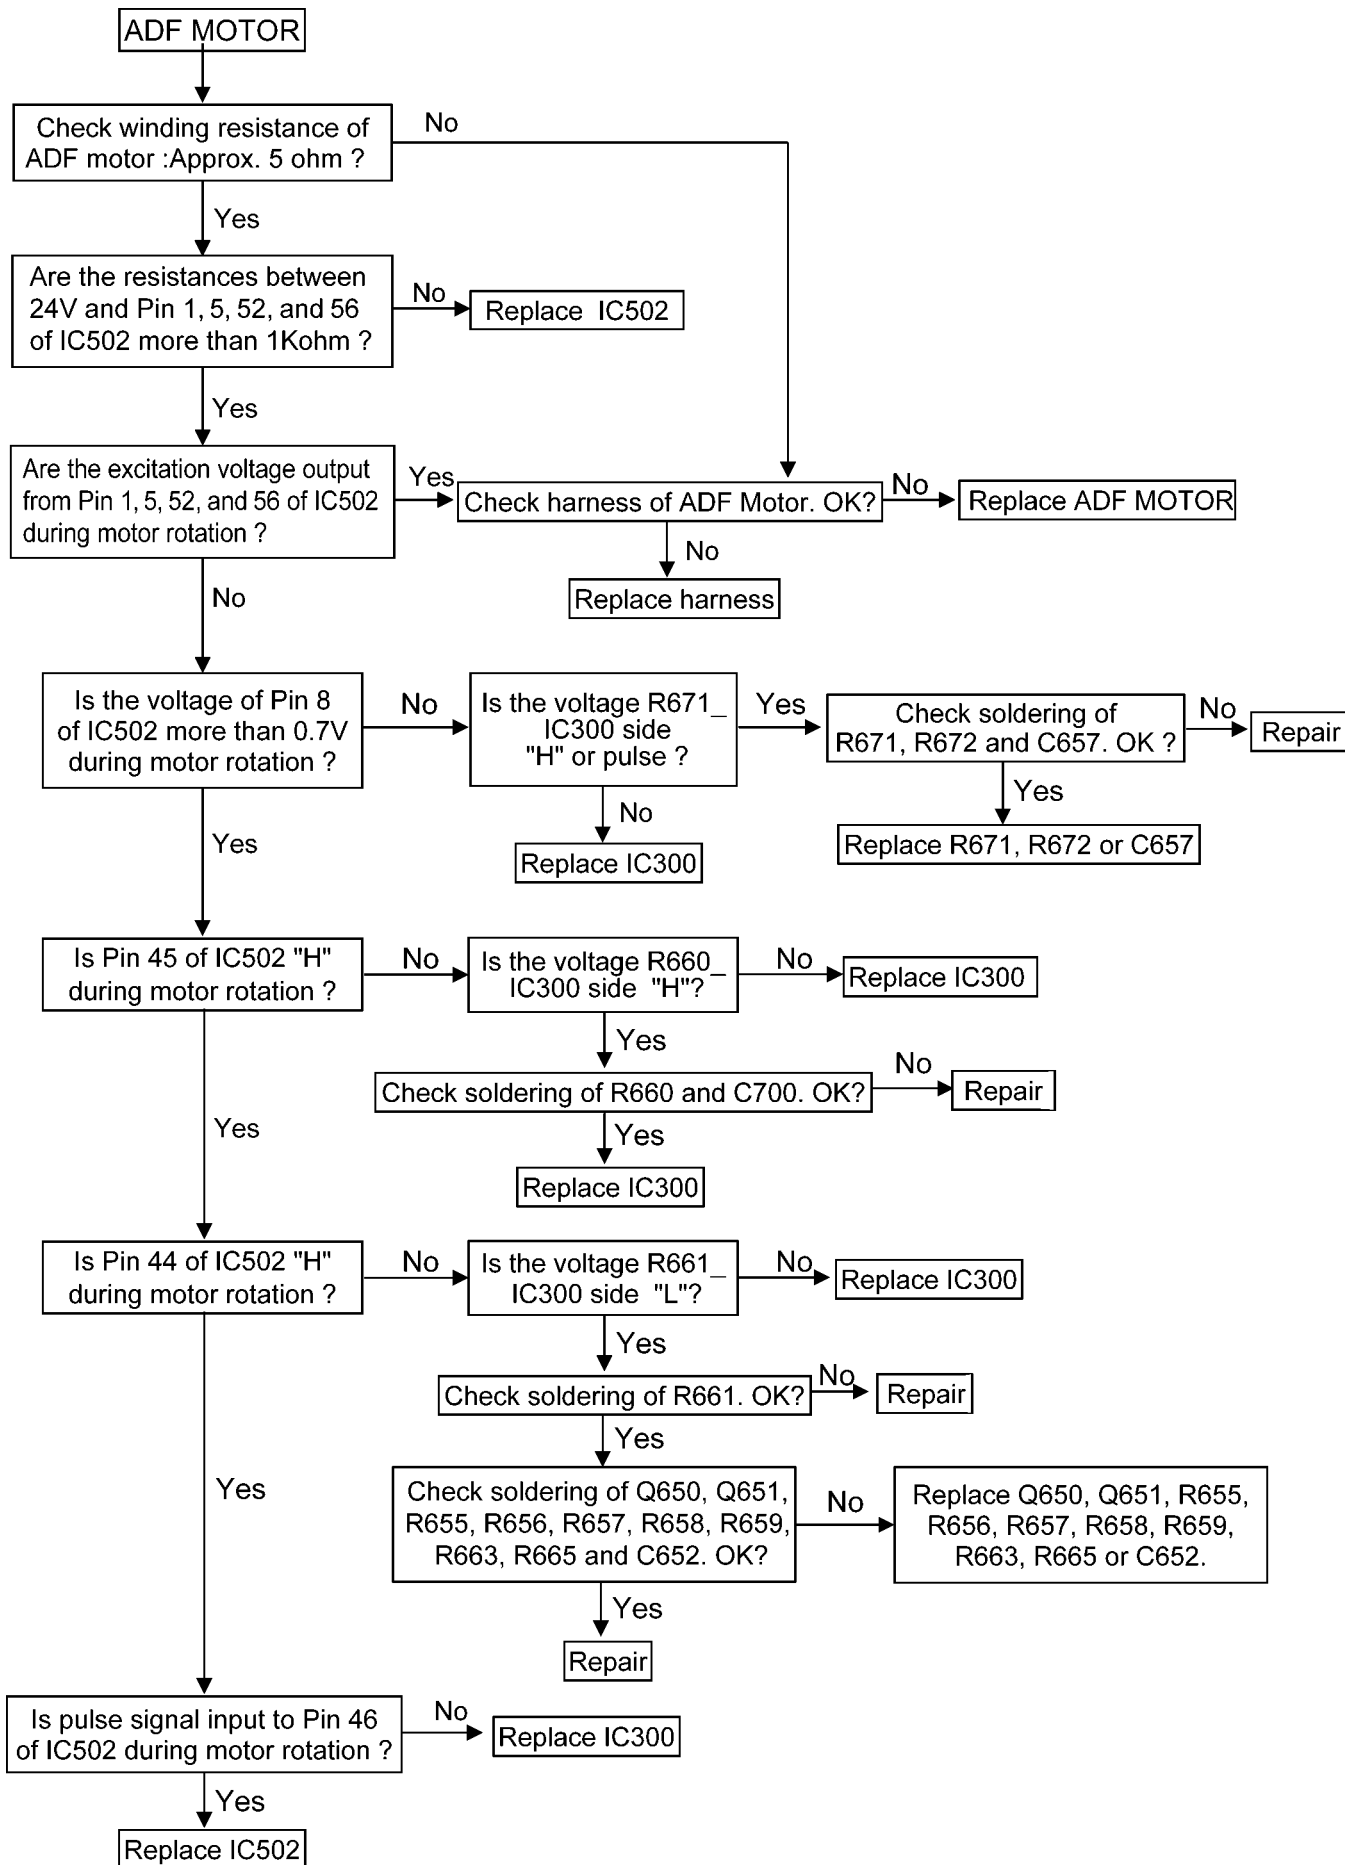 ADF MOTOR
Check winding resistance of
ADF motor :Approx. 5 ohm ?
No
Yes
Are the resistances between
24V and Pin 1, 5, 52, and 56
of IC502 more than 1Kohm ?
No
Replace IC502
Yes
Are the excitation voltage output
from Pin 1, 5, 52, and 56 of IC502
during motor rotation ?
Yes
Check harness of ADF Motor. OK?
No
Replace ADF MOTOR
No
Replace harness
No
Is the voltage of Pin 8
of IC502 more than 0.7V
during motor rotation ?
No
Is the voltage R671_
IC300 side
"H" or pulse ?
Yes
Check soldering of
R671, R672 and C657. OK ?
No
Repair
Yes
Replace R671, R672 or C657
No
Replace IC300
Yes
Is Pin 45 of IC502 "H"
during motor rotation ?
No
Is the voltage R660_
IC300 side "H"?
No
Replace IC300
Yes
Check soldering of R660 and C700. OK?
No
Repair
Yes
Replace IC300
Yes
Is Pin 44 of IC502 "H"
during motor rotation ?
No
Is the voltage R661_
IC300 side "L"?
No
Replace IC300
Yes
Check soldering of R661. OK?
No
Repair
Yes
Check soldering of Q650, Q651,
R655, R656, R657, R658, R659,
R663, R665 and C652. OK?
No
Replace Q650, Q651, R655,
R656, R657, R658, R659,
R663, R665 or C652.
Yes
Repair
Yes
Is pulse signal input to Pin 46
of IC502 during motor rotation ?
No
Replace IC300
Yes
Replace IC502